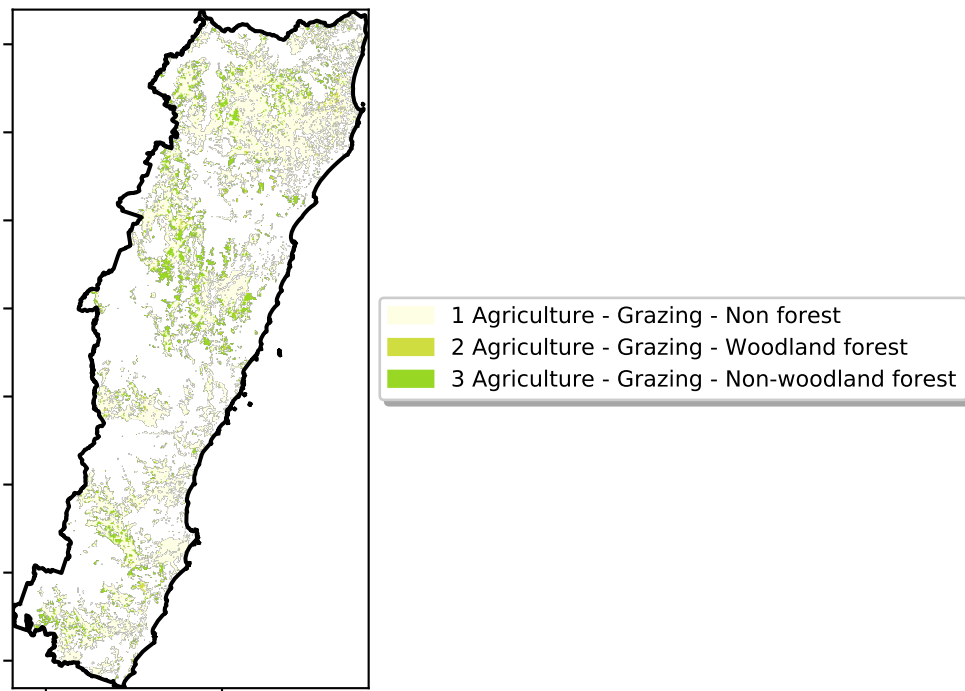 1 Agriculture - Grazing - Non forest
2 Agriculture - Grazing - Woodland forest
3 Agriculture - Grazing - Non-woodland forest